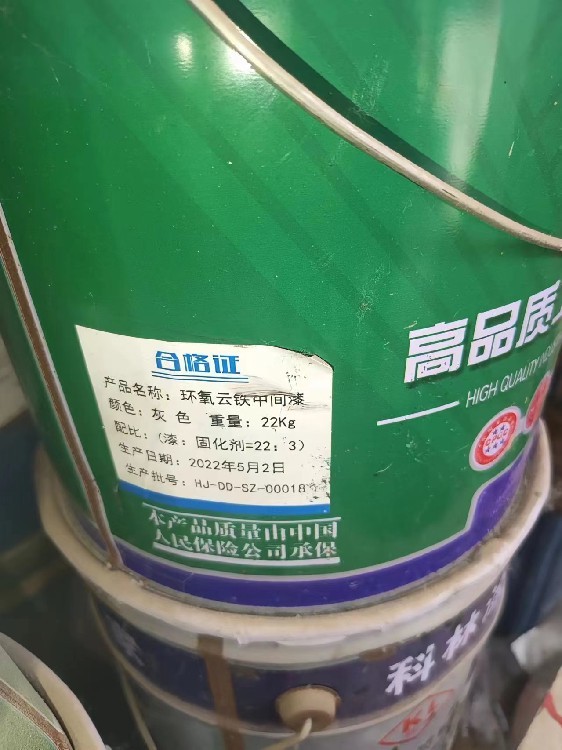 高品质
HIGH QUALITY
合格证
产品名称：环氧云铁中间漆
颜色：灰 色 重量：22Kg
配比：（漆：固化剂=22：3）
生产日期：2022年5月2日
生产批号：HJ-DD-SZ-00018
本产品质量由中国
人民保险公司承保
科林